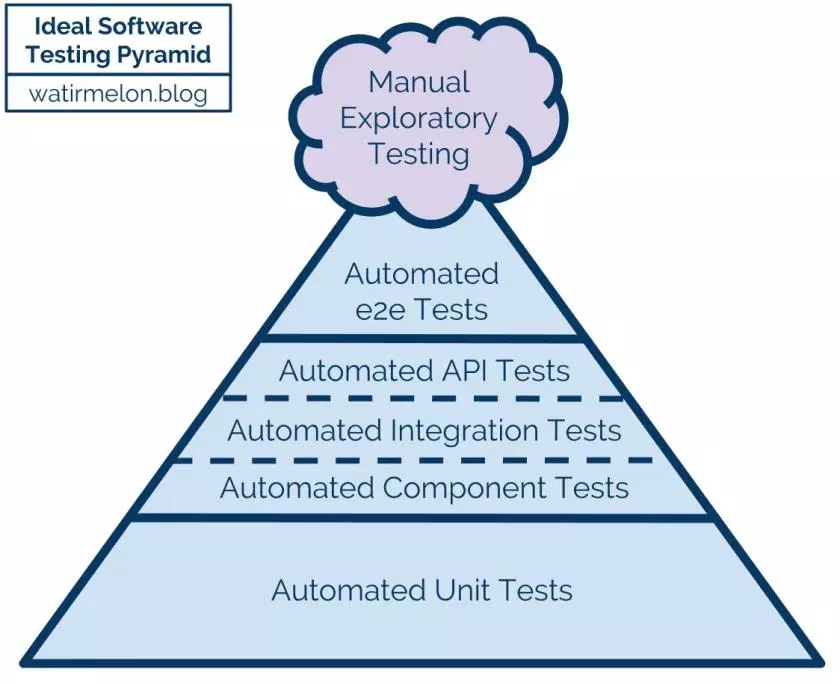 Ideal Software
Testing Pyramid
watirmelon.blog
Manual
Exploratory
Testing
Automated
e2e Tests
Automated API Tests
Automated Integration Tests
Automated Component Tests
Automated Unit Tests